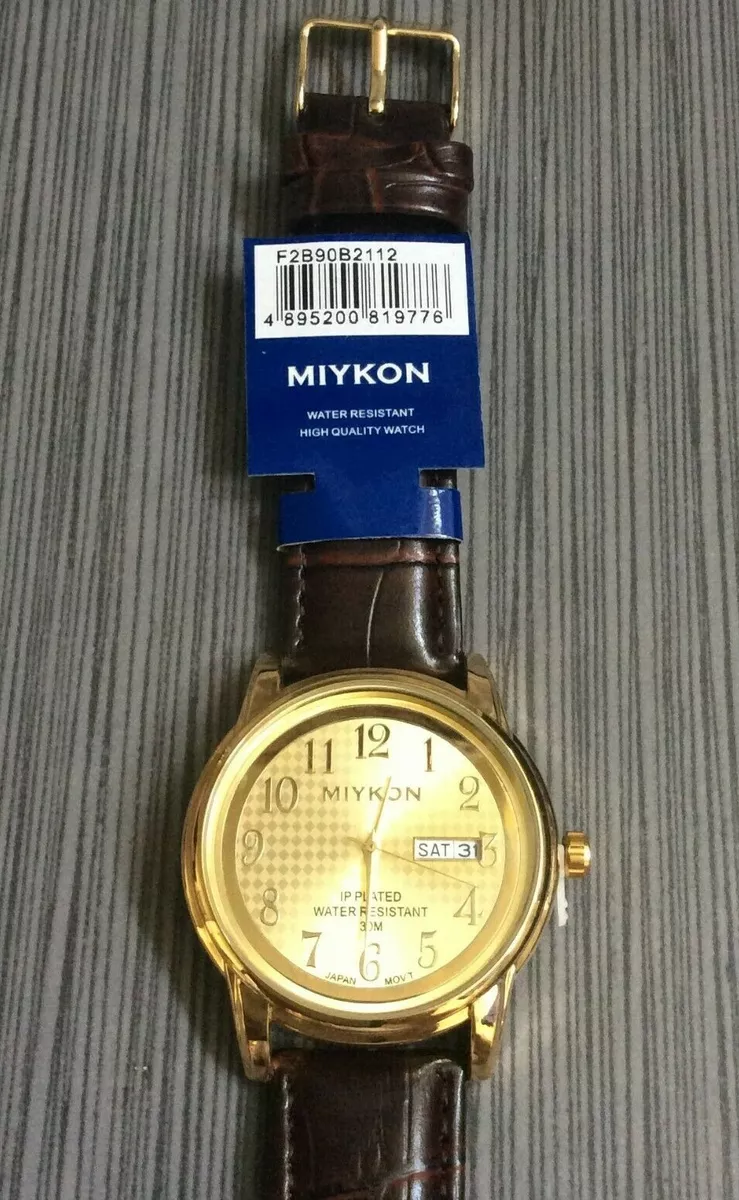 F2B90B2112
4 895200 819776
MIYKON
WATER RESISTANT
HIGH QUALITY WATCH
12
11 1
10 2
MIYKON
9 SAT 31 3
IP PLATED
WATER RESISTANT
30M
8 4
7 5
6
JAPAN MOV'T